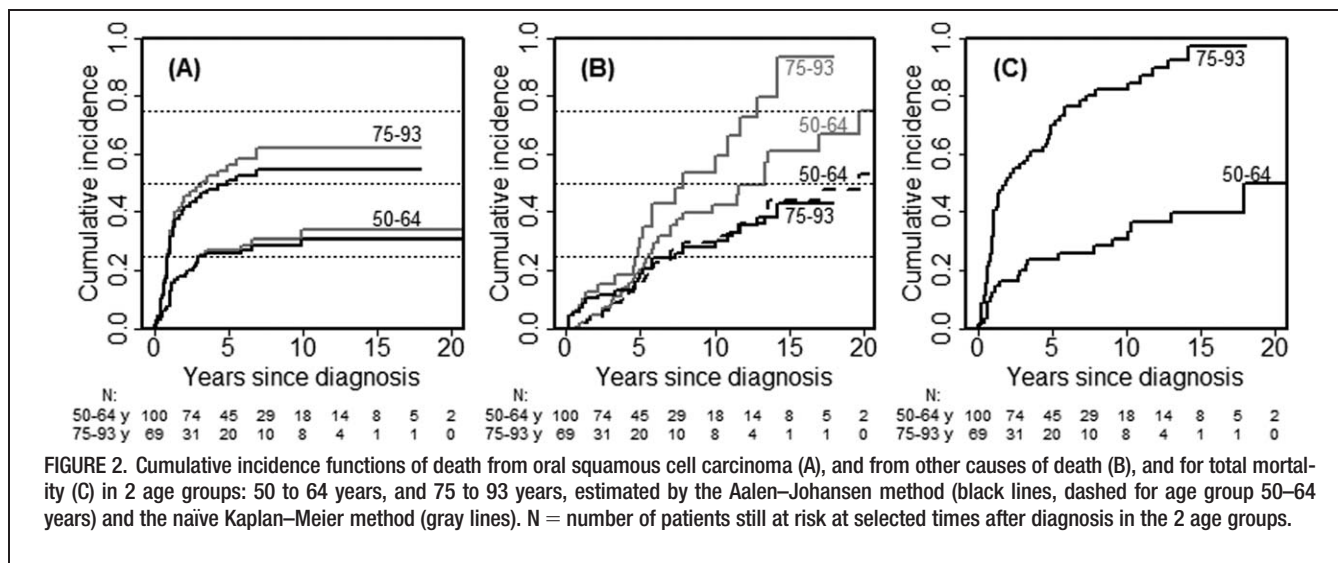 (A)
Cumulative incidence
1.0
0.8
0.6
0.4
0.2
0.0
75-93
50-64
0 5 10 15 20
Years since diagnosis
(B)
Cumulative incidence
1.0
0.8
0.6
0.4
0.2
0.0
75-93
50-64
50-64
75-93
0 5 10 15 20
Years since diagnosis
(C)
Cumulative incidence
1.0
0.8
0.6
0.4
0.2
0.0
75-93
50-64
0 5 10 15 20
Years since diagnosis
N:
50-64 y 100 74 45 29 18 14 8 5 2
75-93 y 69 31 20 10 8 4 1 1 0
N:
50-64 y 100 74 45 29 18 14 8 5 2
75-93 y 69 31 20 10 8 4 1 1 0
N:
50-64 y 100 74 45 29 18 14 8 5 2
75-93 y 69 31 20 10 8 4 1 1 0
FIGURE 2. Cumulative incidence functions of death from oral squamous cell carcinoma (A), and from other causes of death (B), and for total mortal-
ity (C) in 2 age groups: 50 to 64 years, and 75 to 93 years, estimated by the Aalen–Johansen method (black lines, dashed for age group 50–64
years) and the naïve Kaplan–Meier method (gray lines). N = number of patients still at risk at selected times after diagnosis in the 2 age groups.